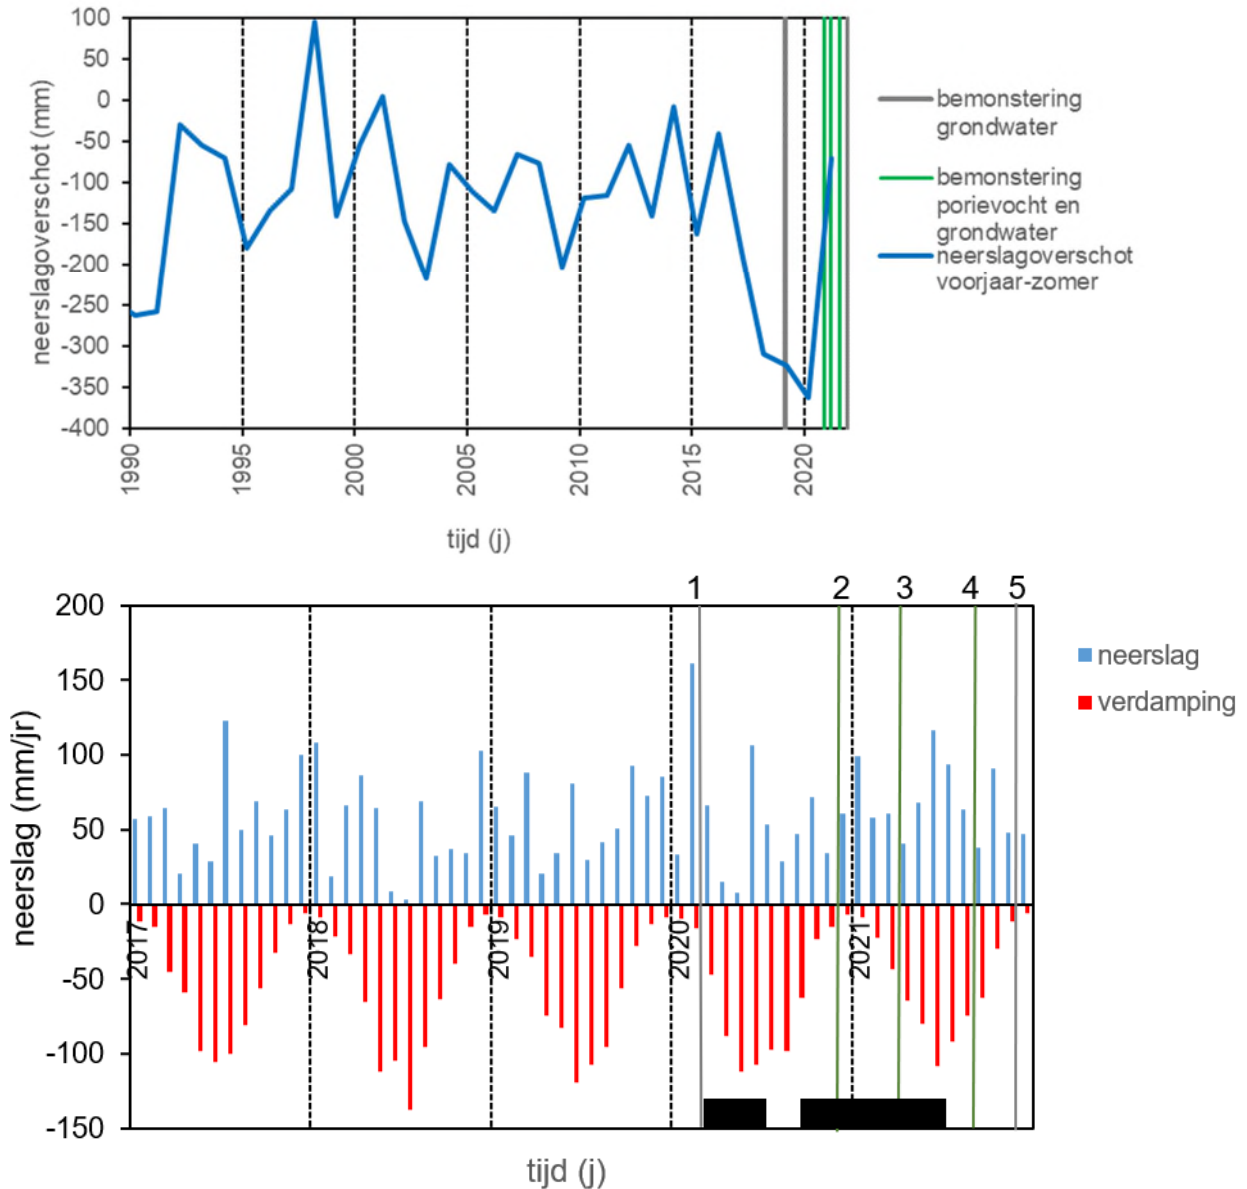 100
50
0
-50
-100
-150
-200
-250
-300
-350
-400
neerslagoverschot (mm)
1990
1995
2000
2005
2010
2015
2020
tijd (j)
bemonstering
grondwater
bemonstering
porievocht en
grondwater
neerslagoverschot
voorjaar-zomer
1
2
3
4
5
200
150
100
50
0
-50
-100
-150
neerslag (mm/jr)
2017
2018
2019
2020
2021
tijd (j)
neerslag
verdamping